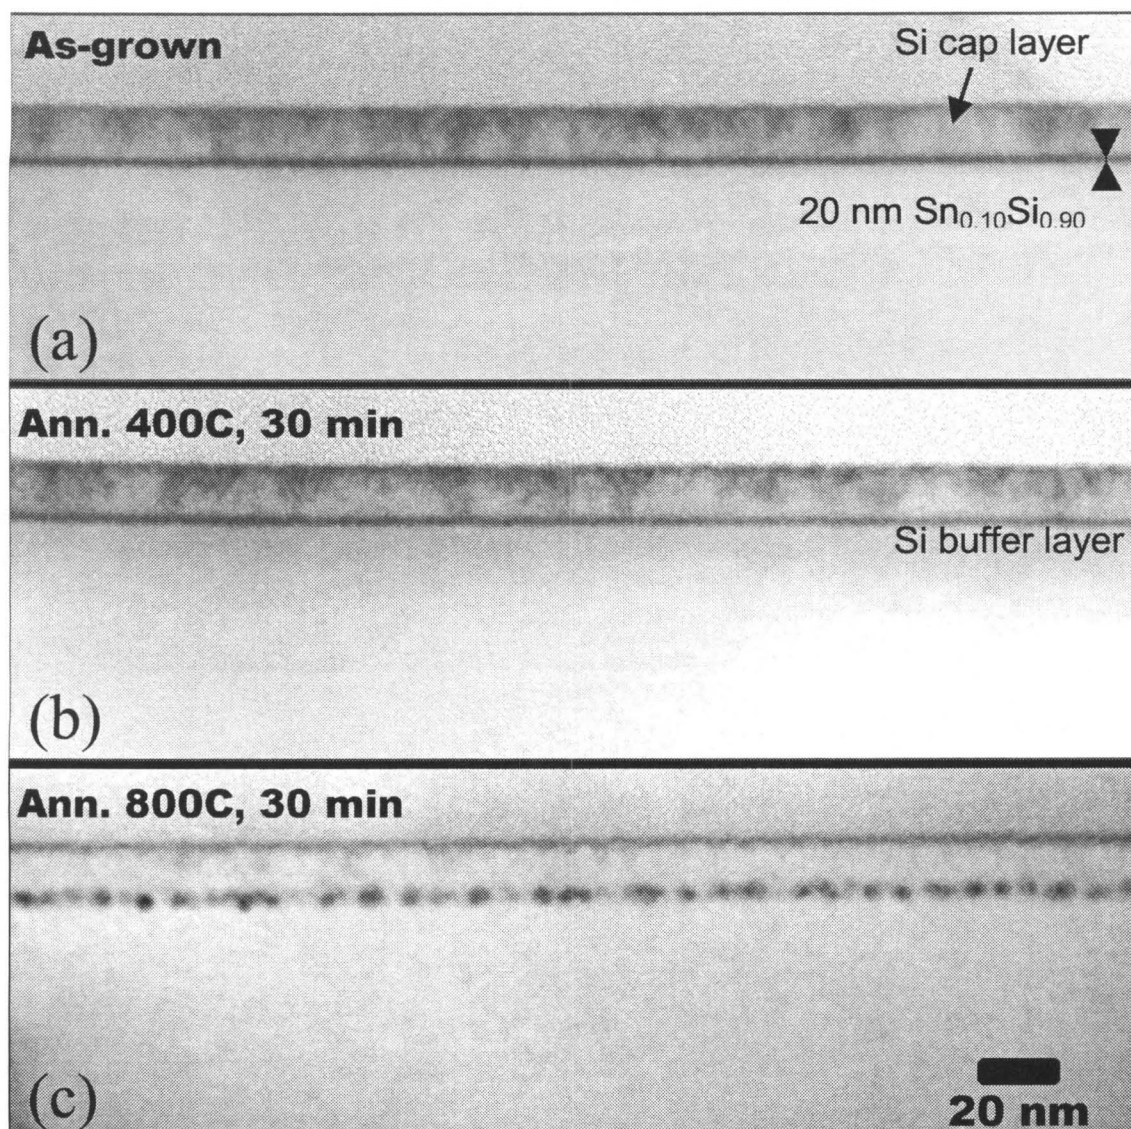 As-grown
Si cap layer
20 nm Sn0.10Si0.90
(a)
Ann. 400C, 30 min
Si buffer layer
(b)
Ann. 800C, 30 min
(c)
20 nm